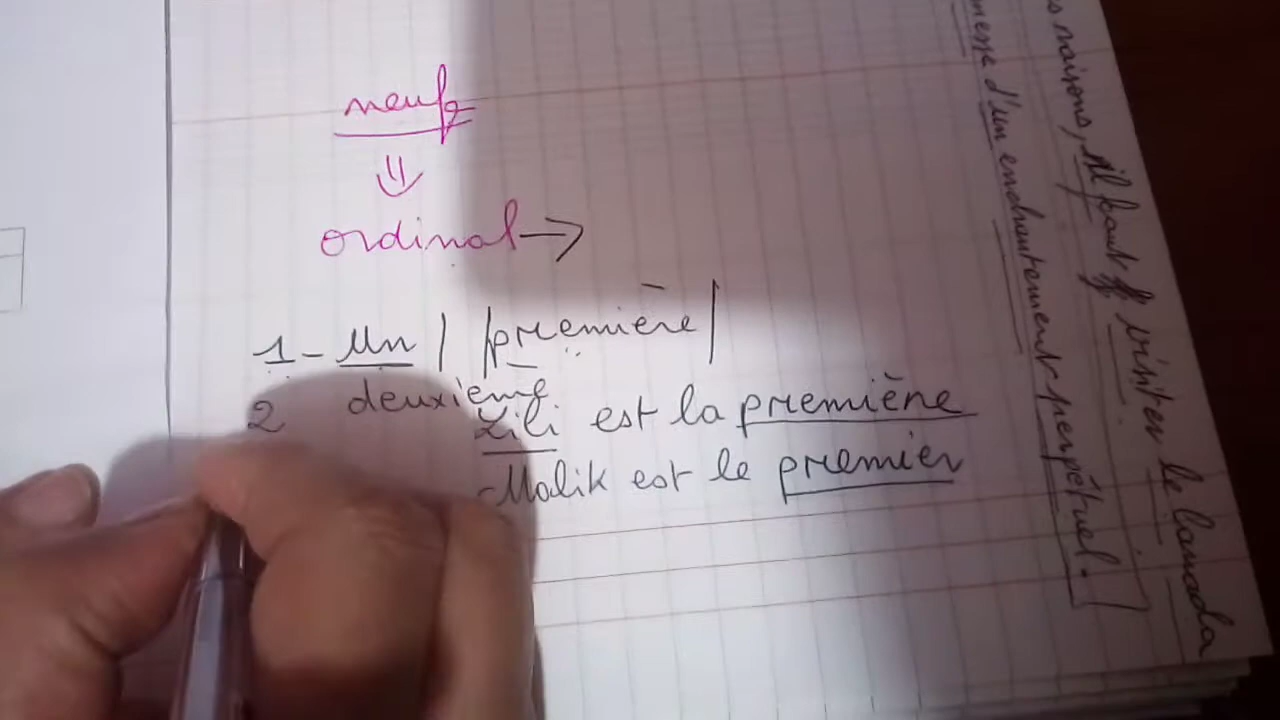 neuf
ordinal →
1 - un / première /
2 deuxième
Lili est la première
Malik est le premier
s raisons, il faut visiter le Canada
messe d'un enchantement perpétuel.